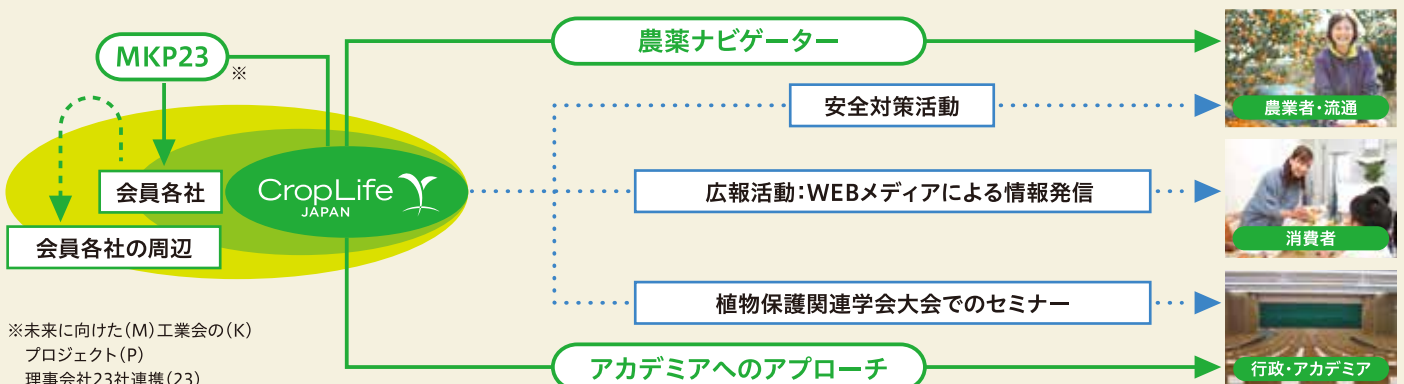 MKP23
※
農薬ナビゲーター
農業者・流通
安全対策活動
会員各社
CropLife
JAPAN
広報活動：WEBメディアによる情報発信
消費者
会員各社の周辺
植物保護関連学会大会でのセミナー
アカデミアへのアプローチ
行政・アカデミア
※未来に向けた（M）工業会の（K）
プロジェクト（P）
理事会社23社連携（23）